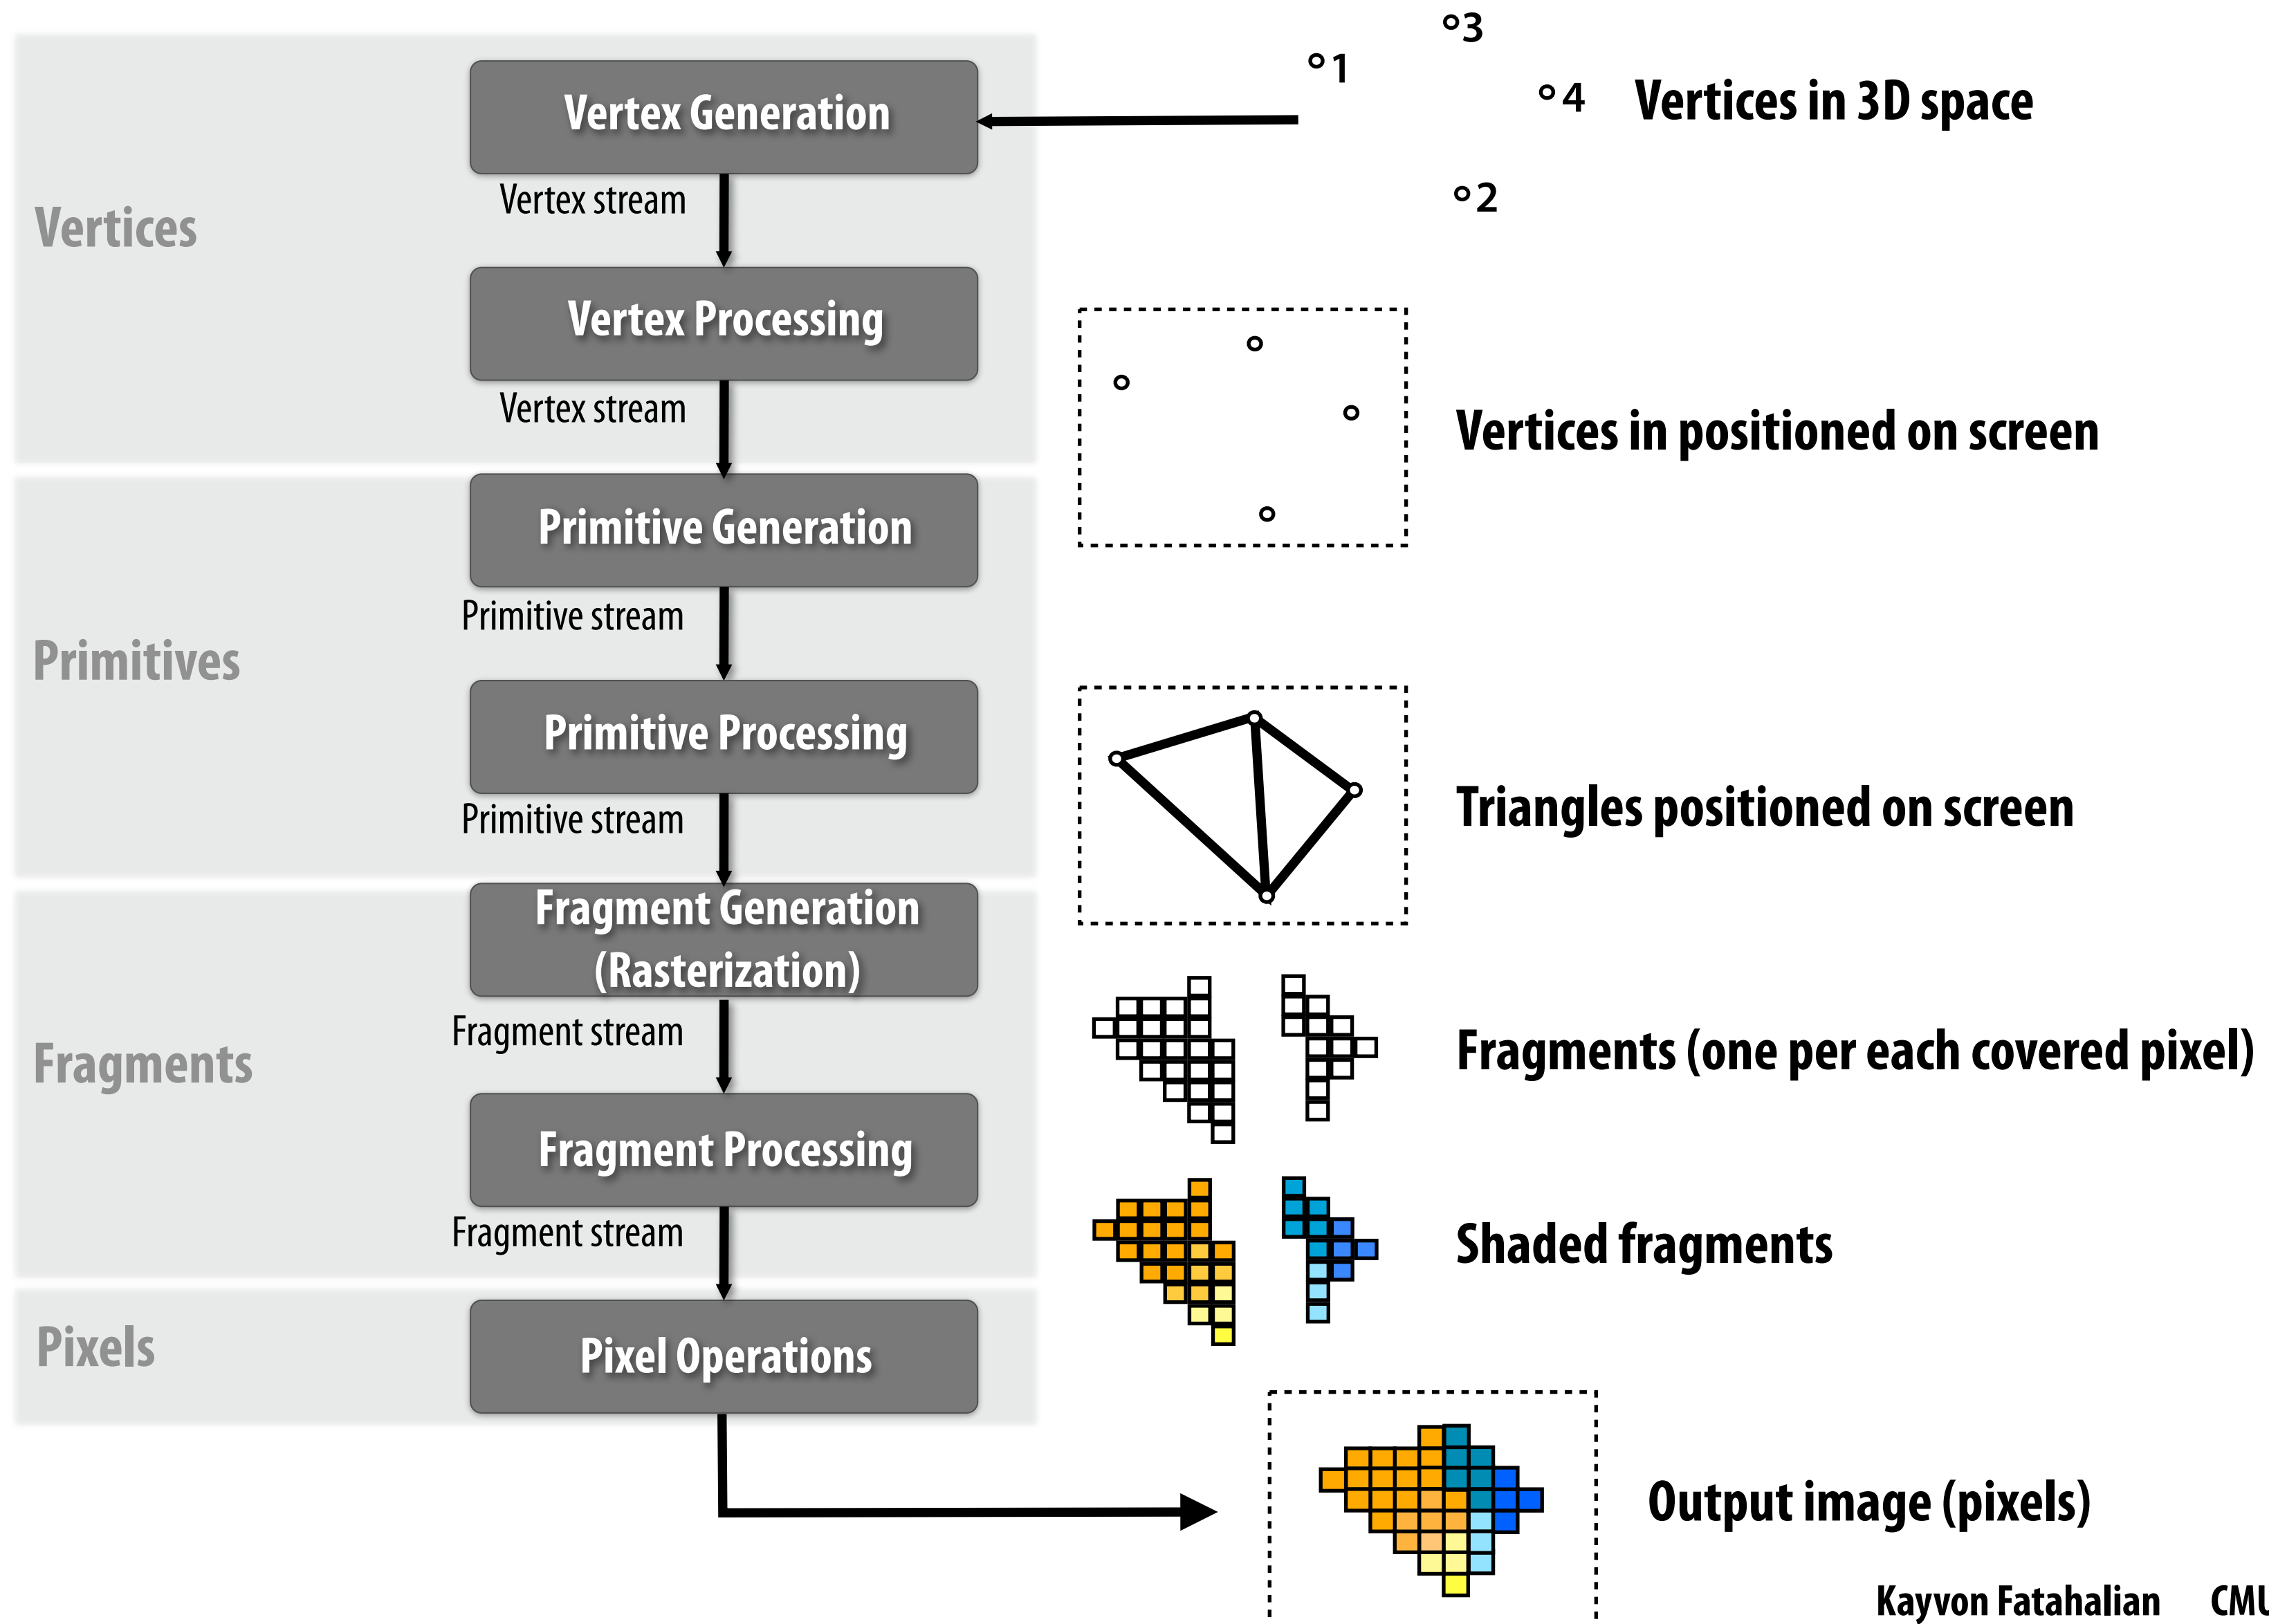 3
1
4
Vertices in 3D space
2
Vertices
Vertex Generation
Vertex stream
Vertex Processing
Vertex stream
Vertices in positioned on screen
Primitives
Primitive Generation
Primitive stream
Primitive Processing
Primitive stream
Triangles positioned on screen
Fragments
Fragment Generation
(Rasterization)
Fragment stream
Fragments (one per each covered pixel)
Fragment Processing
Fragment stream
Shaded fragments
Pixels
Pixel Operations
Output image (pixels)
Kayvon Fatahalian CMU